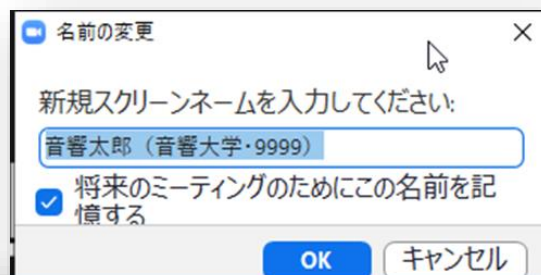 名前の変更
新規スクリーンネームを入力してください:
音響太郎（音響大学・9999）
将来のミーティングのためにこの名前を記
憶する
OK
キャンセル